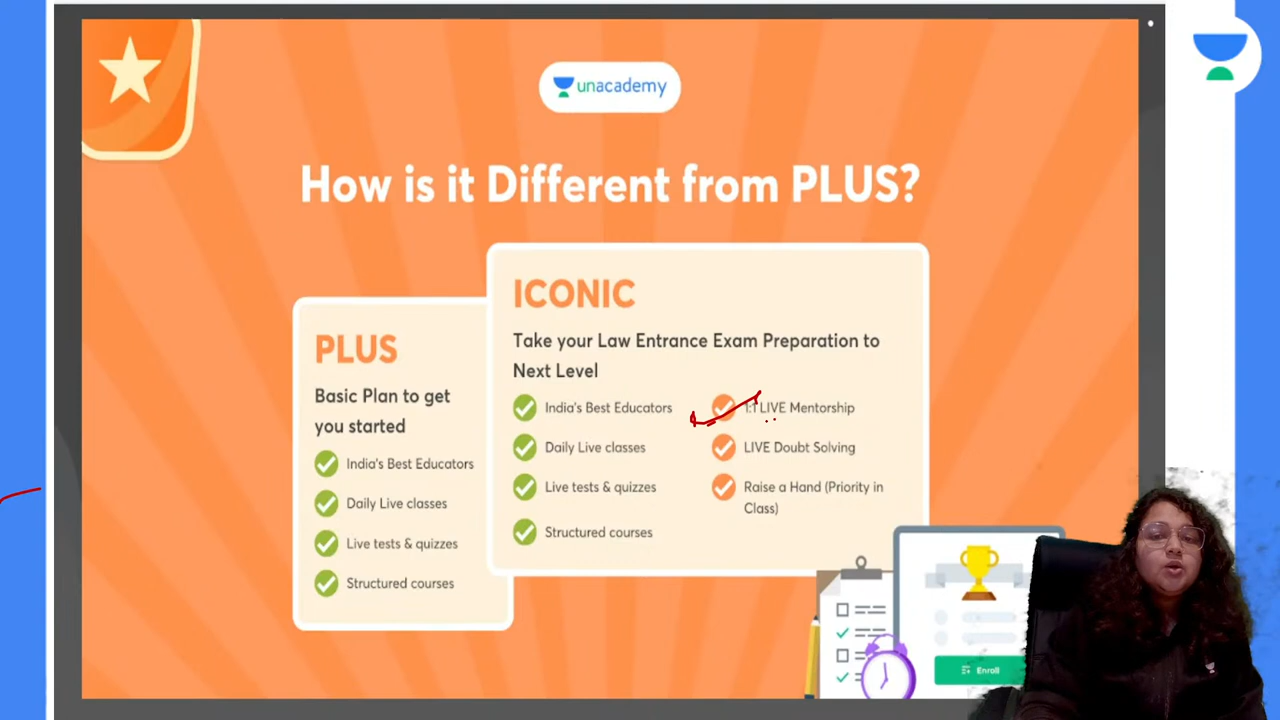 unacademy
How is it Different from PLUS?
PLUS
Basic Plan to get
you started
India's Best Educators
Daily Live classes
Live tests & quizzes
Structured courses
ICONIC
Take your Law Entrance Exam Preparation to
Next Level
India's Best Educators
Daily Live classes
Live tests & quizzes
Structured courses
1:1 LIVE Mentorship
LIVE Doubt Solving
Raise a Hand (Priority in
Class)
Enroll